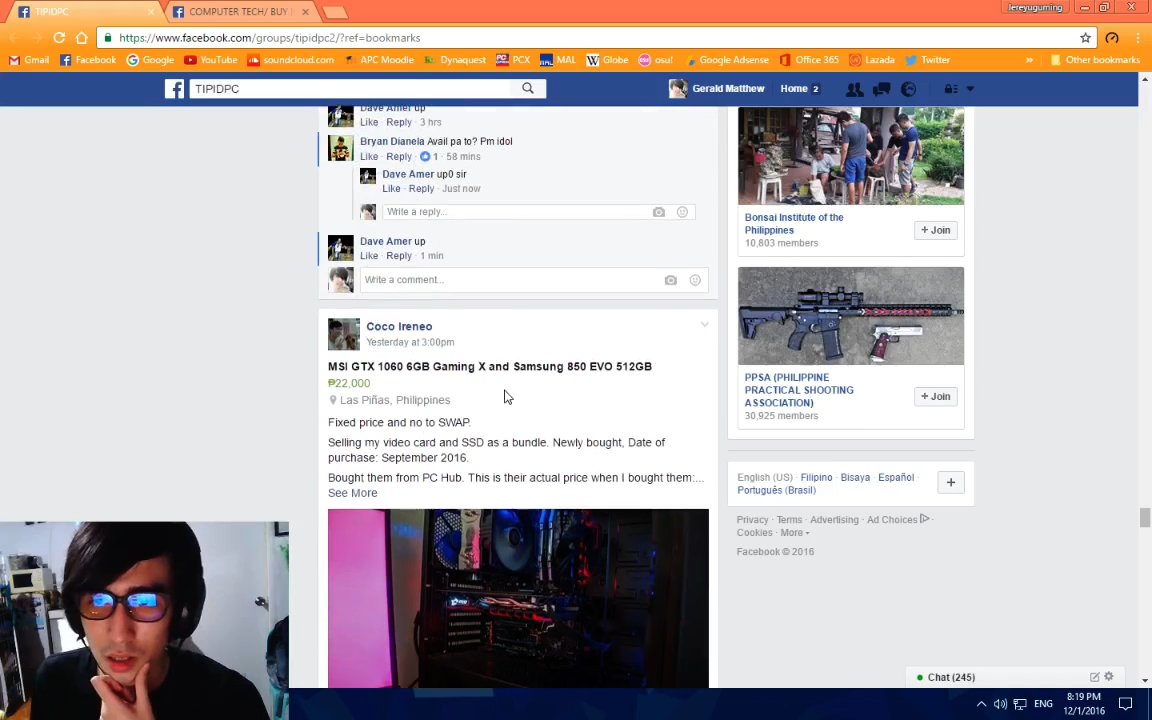 TIPIDPC
COMPUTER TECH/ BUY
lereyuguming
https://www.facebook.com/groups/tipidpc2/?ref=bookmarks
Gmail Facebook Google YouTube soundcloud.com APC Moodle Dynaquest PCX MAL Globe osu! Google Adsense Office 365 Lazada Twitter » Other bookmarks
TIPIDPC
Gerald Matthew Home 2
Dave Amer up
Like · Reply · 3 hrs
Bryan Dianela Avail pa to? Pm idol
Like · Reply · 1 · 58 mins
Dave Amer up0 sir
Like · Reply · Just now
Write a reply...
Dave Amer up
Like · Reply · 1 min
Write a comment...
Coco Ireneo
Yesterday at 3:00pm
MSI GTX 1060 6GB Gaming X and Samsung 850 EVO 512GB
₱22,000
Las Piñas, Philippines
Fixed price and no to SWAP.
Selling my video card and SSD as a bundle. Newly bought, Date of
purchase: September 2016.
Bought them from PC Hub. This is their actual price when I bought them:...
See More
Bonsai Institute of the
Philippines
10,803 members
+ Join
PPSA (PHILIPPINE
PRACTICAL SHOOTING
ASSOCIATION)
30,925 members
+ Join
English (US) · Filipino · Bisaya · Español ·
Português (Brasil)
Privacy · Terms · Advertising · Ad Choices ·
Cookies · More
Facebook © 2016
Chat (245)
ENG
8:19 PM
12/1/2016